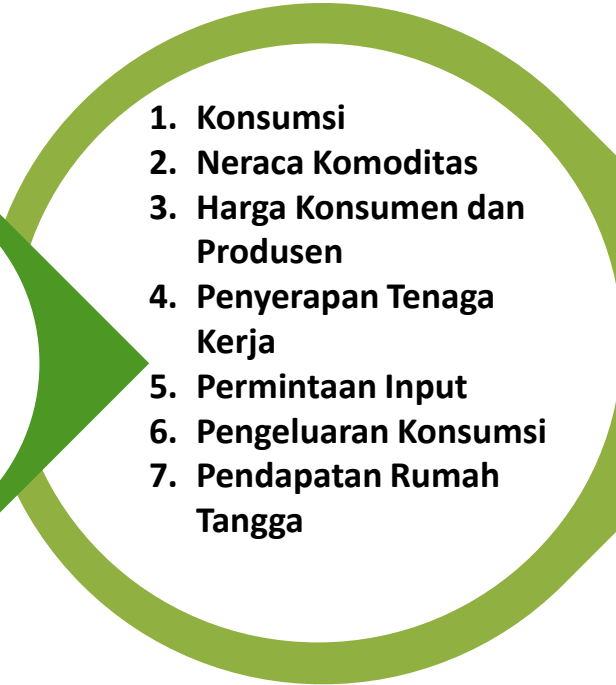 1. Konsumsi
2. Neraca Komoditas
3. Harga Konsumen dan
Produsen
4. Penyerapan Tenaga
Kerja
5. Permintaan Input
6. Pengeluaran Konsumsi
7. Pendapatan Rumah
Tangga